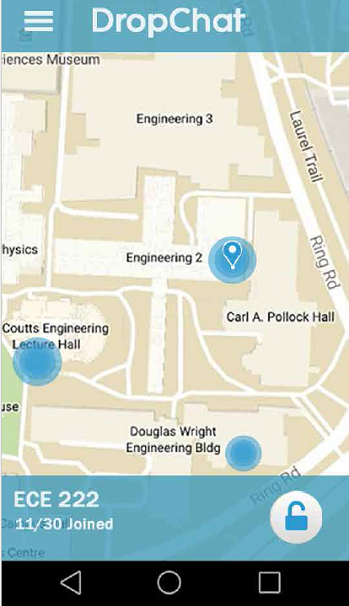 DropChat
Rd
iences Museum
Engineering 3
Laurel Trail
Ring Rd
hysics
Engineering 2
Carl A. Pollock Hall
Coutts Engineering
Lecture Hall
use
Douglas Wright
Engineering Bldg
Ring Rd
ECE 222
11/30 Joined
s Centre